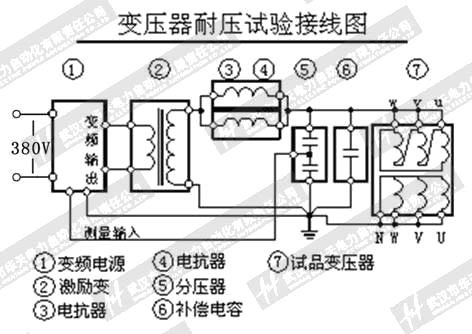 变压器耐压试验接线图
① ② ③ ④ ⑤ ⑥ ⑦
380V
变频输出
w v u
测量输入
N W V U
①变频电源 ④电抗器 ⑦试品变压器
②激励变 ⑤分压器
③电抗器 ⑥补偿电容